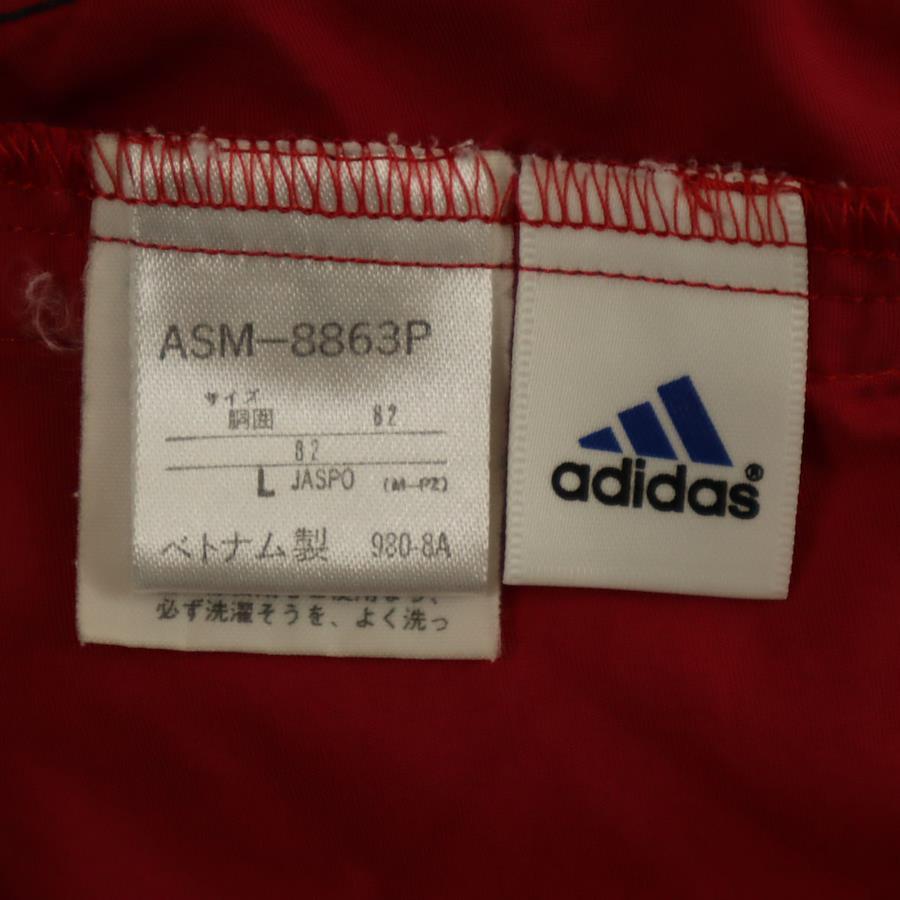 ASM-8863P
サイズ
胴囲 82
82
L JASPO (M-P2)
ベトナム製 980-8A
必ず洗濯そうを、よく洗っ
adidas®